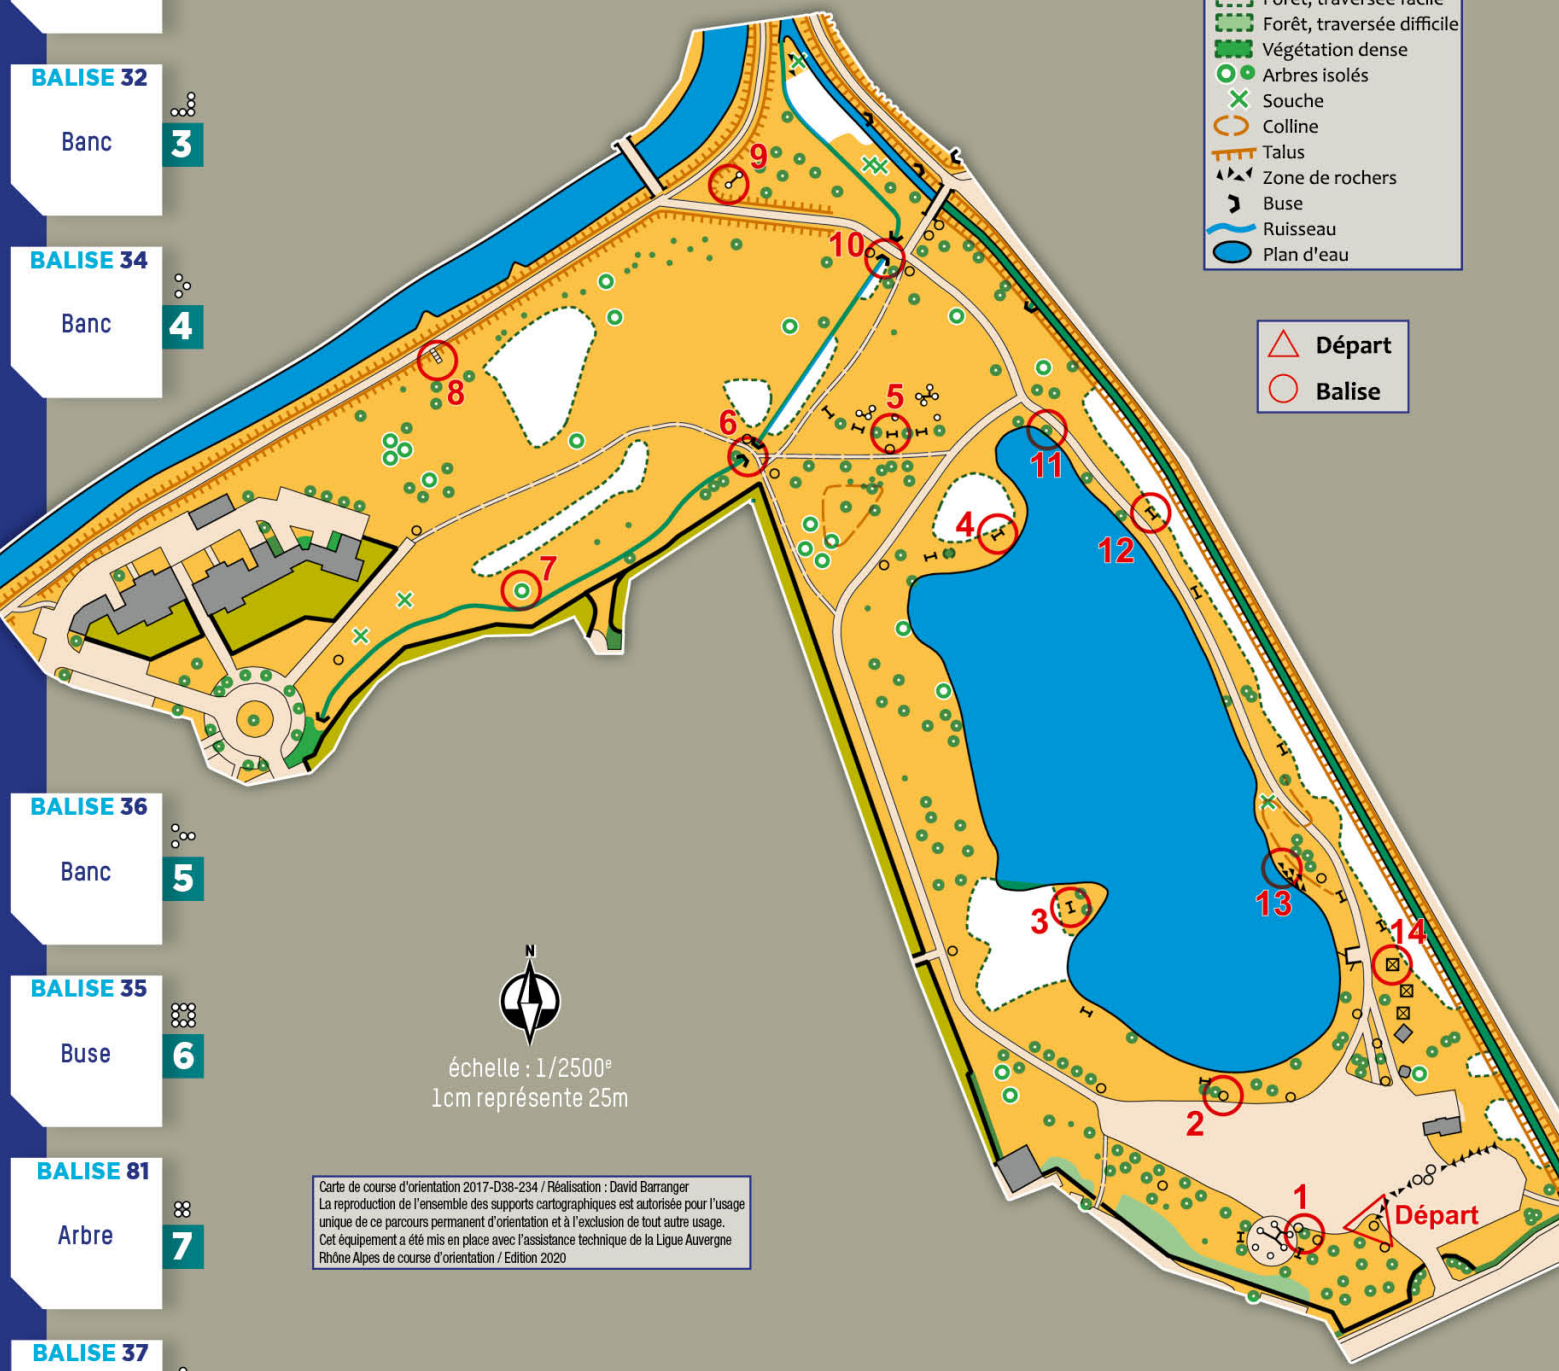 BALISE 32
Banc
3
BALISE 34
Banc
4
BALISE 36
Banc
5
BALISE 35
Buse
6
BALISE 81
Arbre
7
BALISE 37
Forêt, traversée facile
Forêt, traversée difficile
Végétation dense
Arbres isolés
Souche
Colline
Talus
Zone de rochers
Buse
Ruisseau
Plan d'eau
Départ
Balise
9
10
8
5
6
11
4
12
7
3
13
14
2
1
Départ
N
échelle : 1/2500e
1cm représente 25m
Carte de course d'orientation 2017-D38-234 / Réalisation : David Barranger
La reproduction de l'ensemble des supports cartographiques est autorisée pour l'usage
unique de ce parcours permanent d'orientation et à l'exclusion de tout autre usage.
Cet équipement a été mis en place avec l'assistance technique de la Ligue Auvergne
Rhône Alpes de course d'orientation / Edition 2020